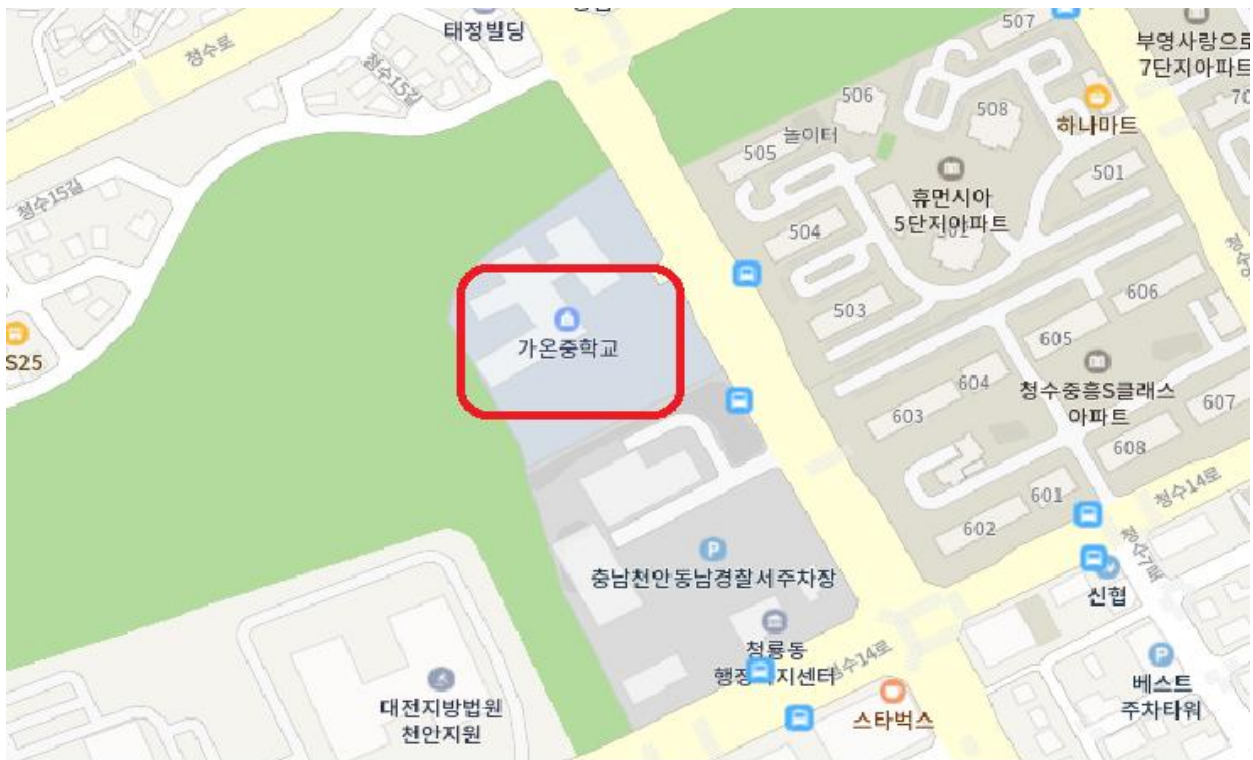 태정빌딩
507
부영사랑으로
7단지아파트
청수로
청수15길
506
508
하나마트
놀이터
505
501
휴먼시아
5단지아파트
청수15길
504
503
606
605
S25
가온중학교
604
청수중흥S클래스
아파트
603
607
608
601
청수14로
602
충남천안동남경찰서주차장
신협
청룡동
청수14로
대전지방법원
천안지원
스타벅스
베스트
주차타워